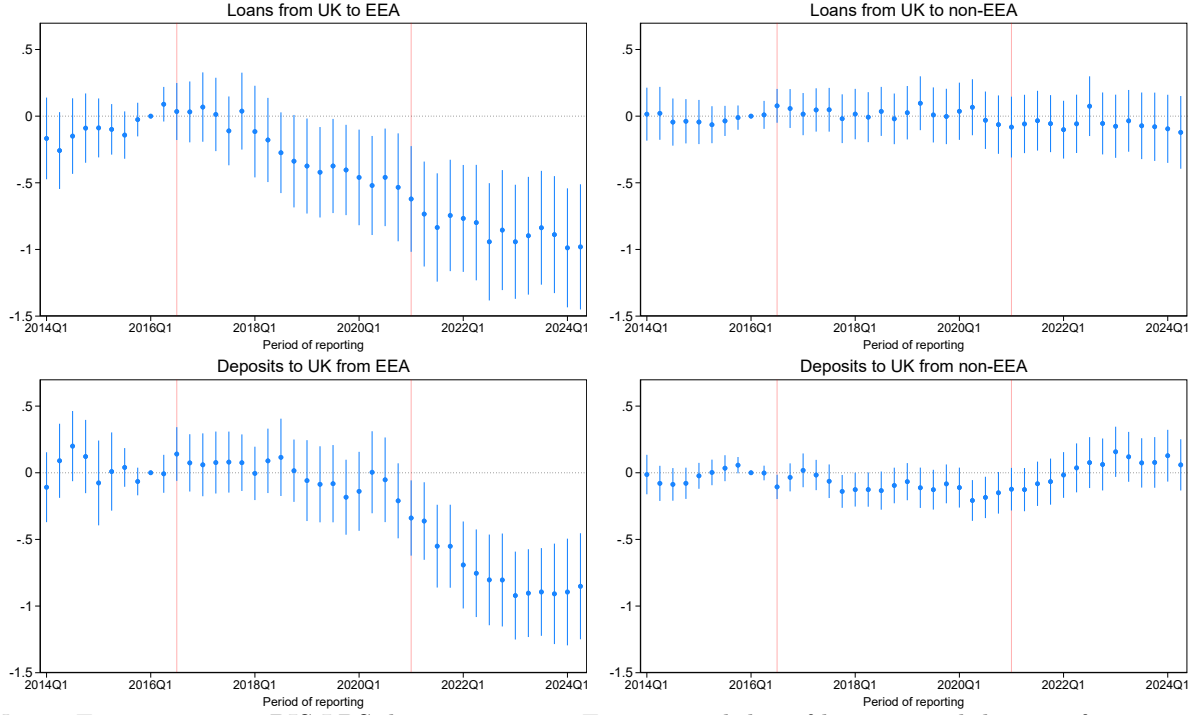 Loans from UK to EEA
.5
0
-.5
-1
-1.5
2014Q1 2016Q1 2018Q1 2020Q1 2022Q1 2024Q1
Period of reporting
Loans from UK to non-EEA
.5
0
-.5
-1
-1.5
2014Q1 2016Q1 2018Q1 2020Q1 2022Q1 2024Q1
Period of reporting
Deposits to UK from EEA
.5
0
-.5
-1
-1.5
2014Q1 2016Q1 2018Q1 2020Q1 2022Q1 2024Q1
Period of reporting
Deposits to UK from non-EEA
.5
0
-.5
-1
-1.5
2014Q1 2016Q1 2018Q1 2020Q1 2022Q1 2024Q1
Period of reporting